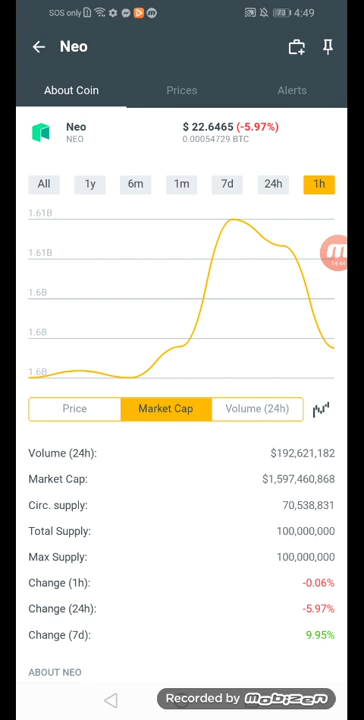 SOS only 73 4:49
Neo
About Coin Prices Alerts
Neo $ 22.6465 (-5.97%)
NEO 0.00054729 BTC
All 1y 6m 1m 7d 24h 1h
1.61B
1.61B
1.6B
1.6B
1.6B
04:44
Price Market Cap Volume (24h)
Volume (24h): $192,621,182
Market Cap: $1,597,460,868
Circ. supply: 70,538,831
Total Supply: 100,000,000
Max Supply: 100,000,000
Change (1h): -0.06%
Change (24h): -5.97%
Change (7d): 9.95%
ABOUT NEO
Recorded by mobizen